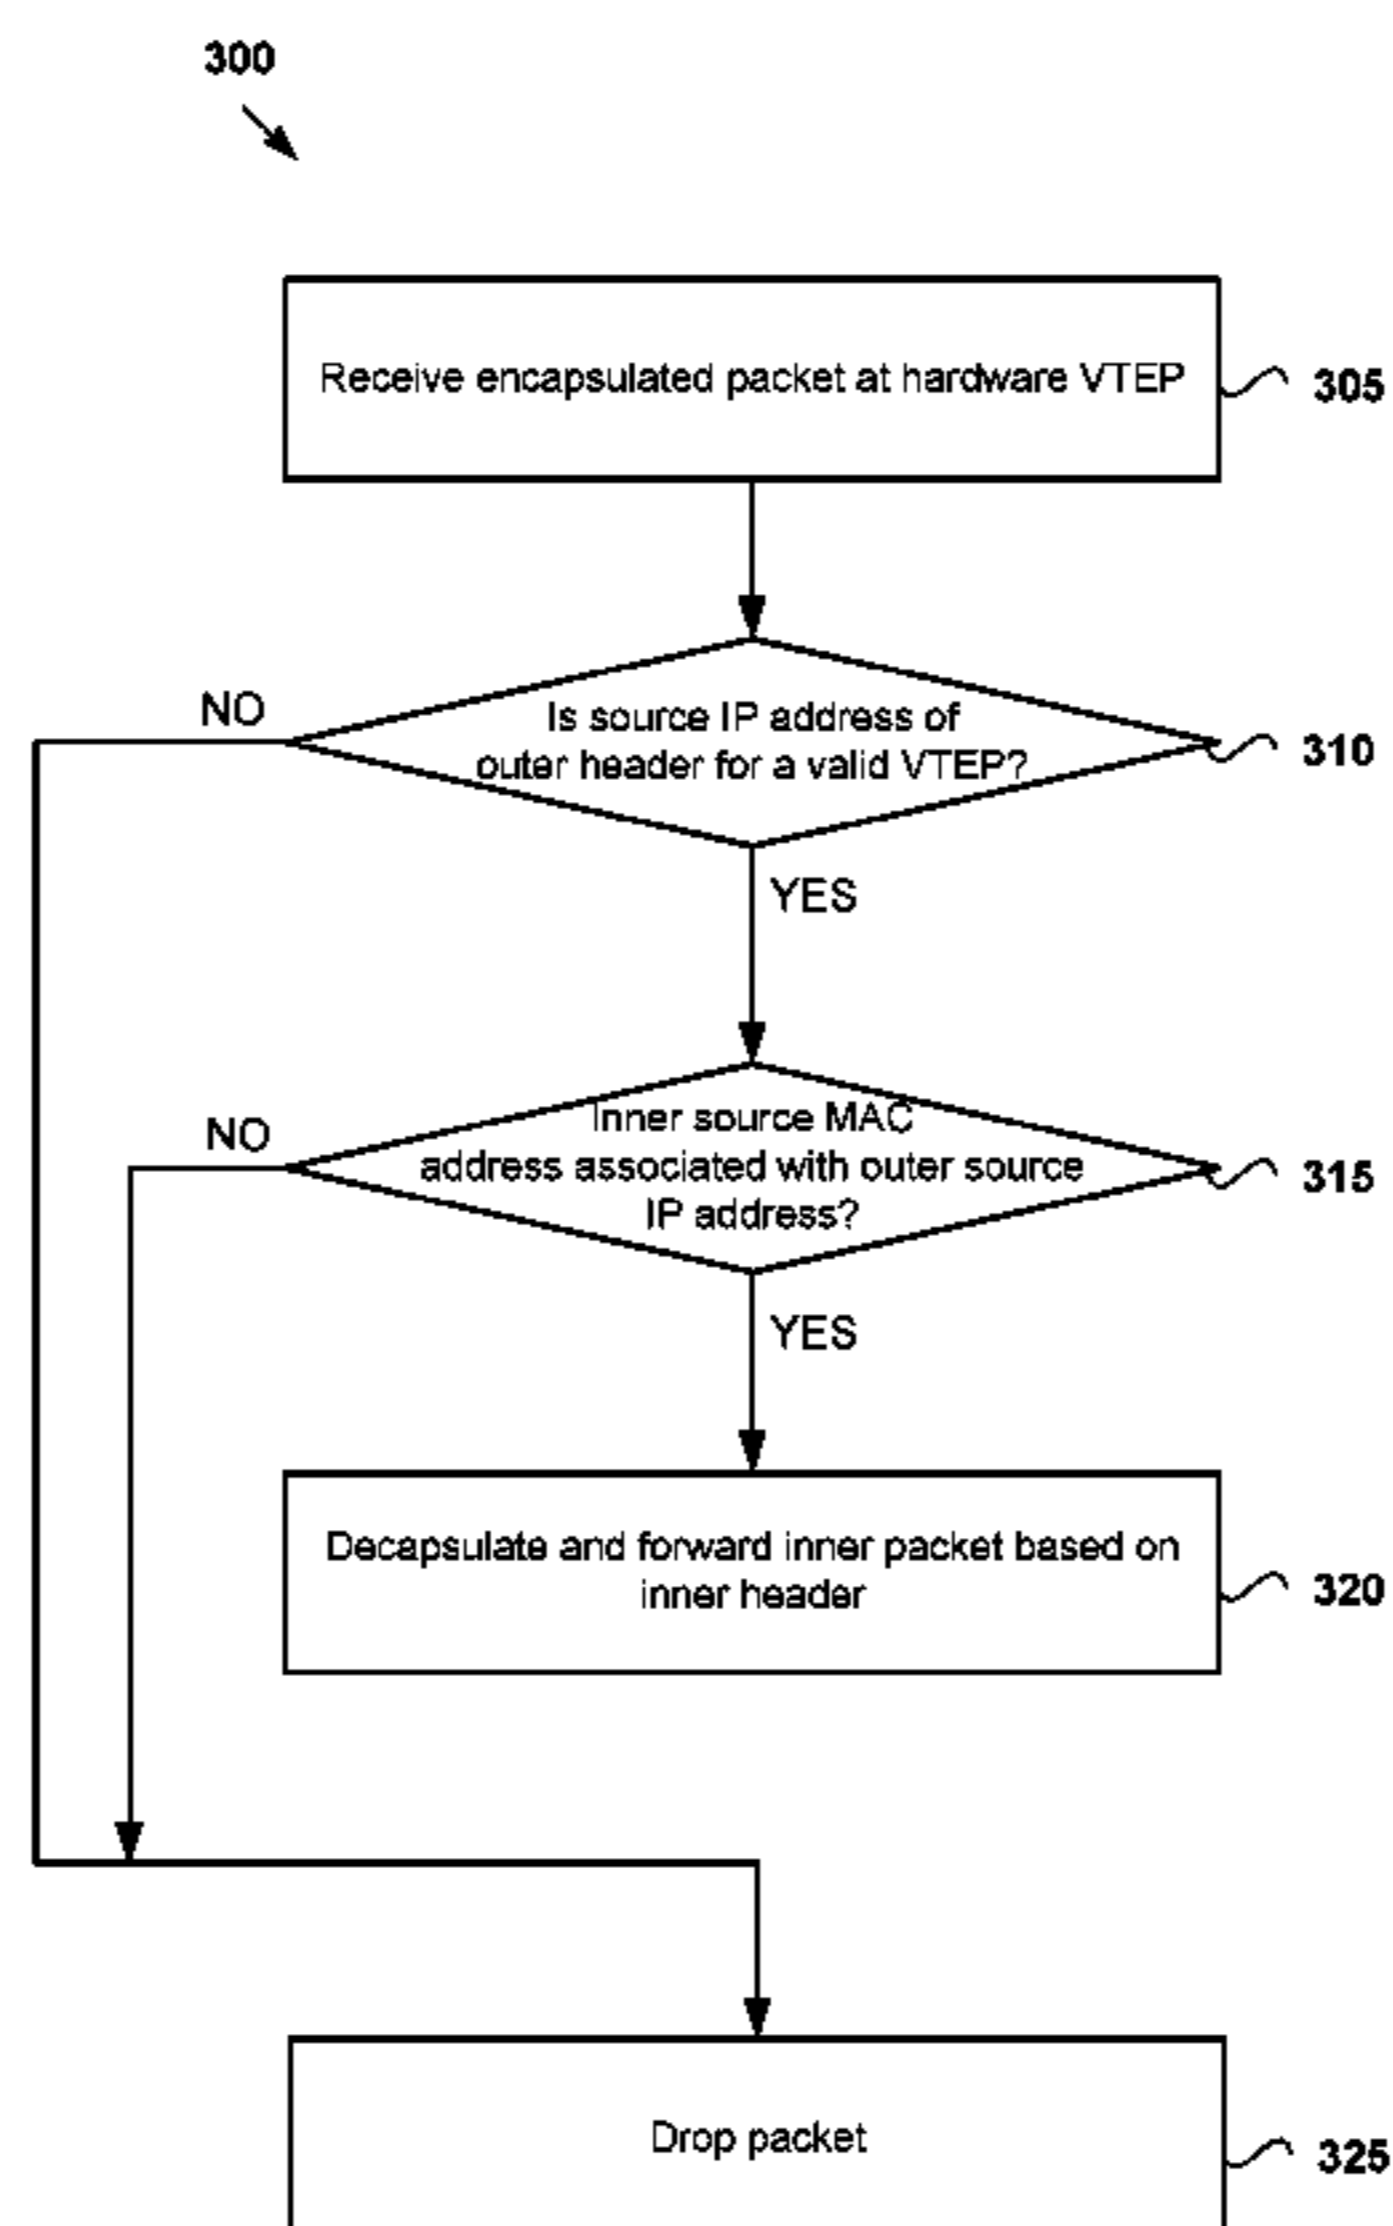 300
Receive encapsulated packet at hardware VTEP
305
NO
Is source IP address of
outer header for a valid VTEP?
310
YES
NO
Inner source MAC
address associated with outer source
IP address?
315
YES
Decapsulate and forward inner packet based on
inner header
320
Drop packet
325